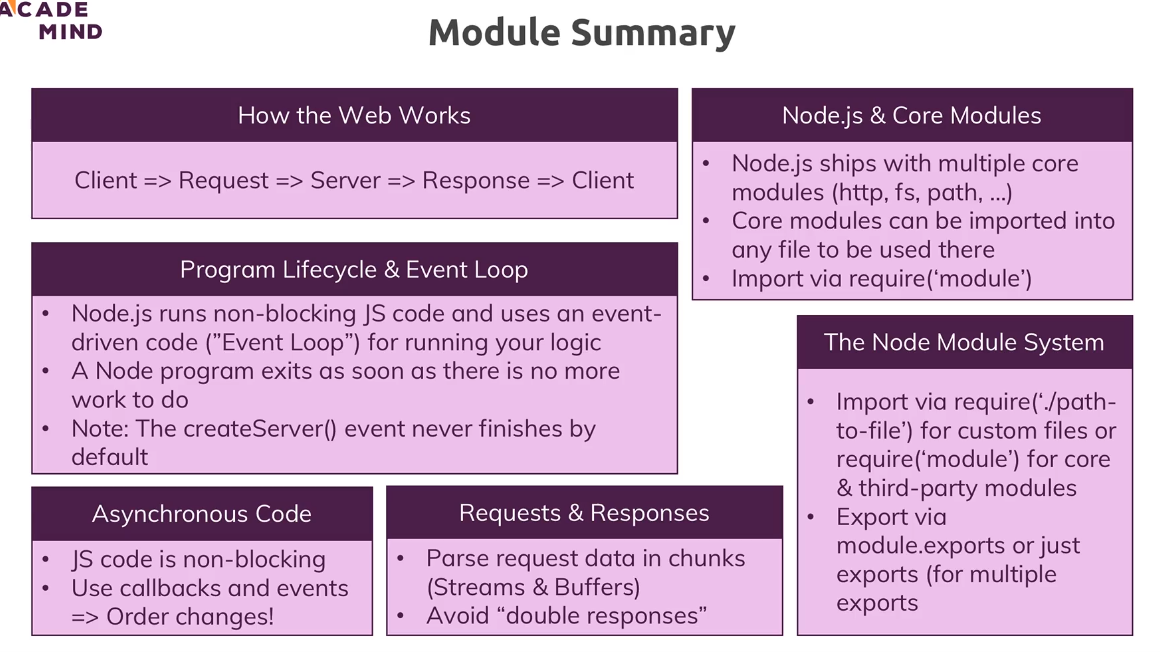 ACADE
MIND
Module Summary
How the Web Works
Client => Request => Server => Response => Client
Program Lifecycle & Event Loop
• Node.js runs non-blocking JS code and uses an event-
driven code (”Event Loop”) for running your logic
• A Node program exits as soon as there is no more
work to do
• Note: The createServer() event never finishes by
default
Asynchronous Code
• JS code is non-blocking
• Use callbacks and events
=> Order changes!
Requests & Responses
• Parse request data in chunks
(Streams & Buffers)
• Avoid “double responses”
Node.js & Core Modules
• Node.js ships with multiple core
modules (http, fs, path, …)
• Core modules can be imported into
any file to be used there
• Import via require(‘module’)
The Node Module System
• Import via require(‘./path-
to-file’) for custom files or
require(‘module’) for core
& third-party modules
• Export via
module.exports or just
exports (for multiple
exports